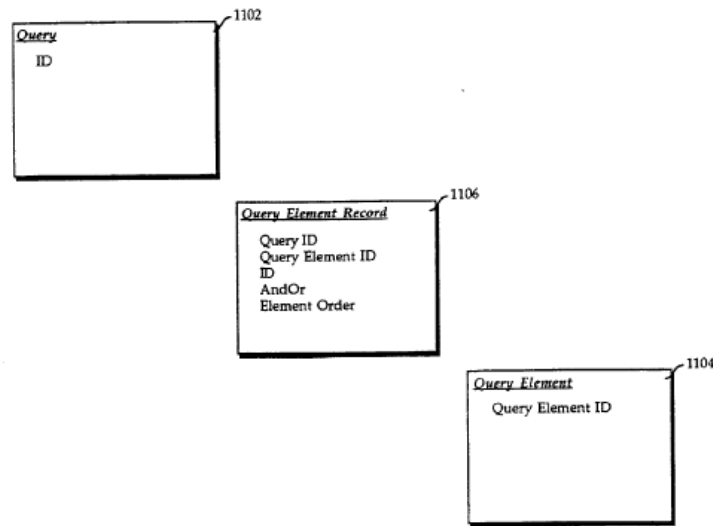 1102
Query
ID
1106
Query Element Record
Query ID
Query Element ID
ID
AndOr
Element Order
1104
Query Element
Query Element ID